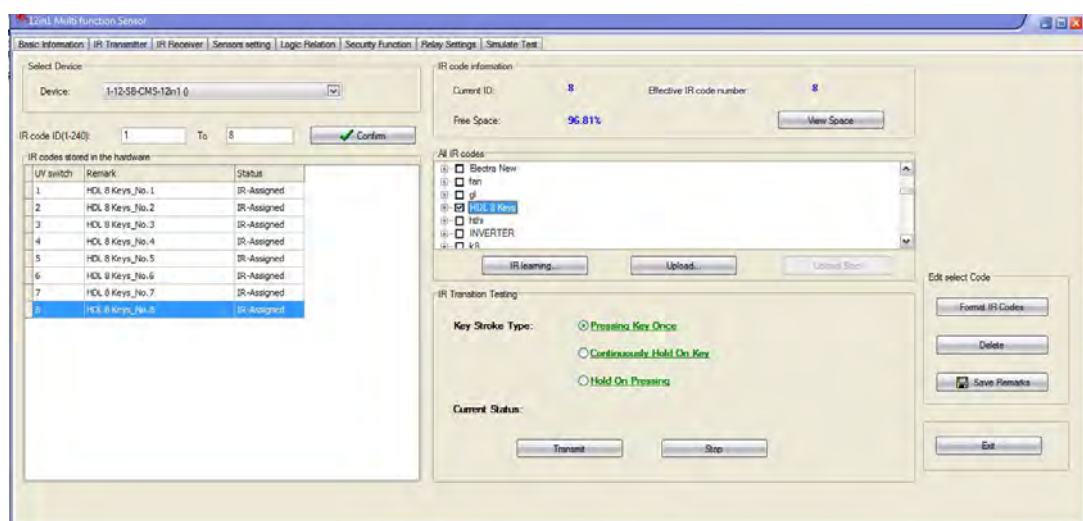 12in1 Multi function Sensor
Basic Information | IR Transmitter | IR Receiver | Sensors setting | Logic Relation | Security Function | Relay Settings | Simulate Test
Select Device
Device: 1-12-SB-CMS-12in1 ()
IR code ID(1-240): 1 To 8 Confirm
IR codes stored in the hardware
UV switch Remark Status
1 HDL 8 Keys_No.1 IR-Assigned
2 HDL 8 Keys_No.2 IR-Assigned
3 HDL 8 Keys_No.3 IR-Assigned
4 HDL 8 Keys_No.4 IR-Assigned
5 HDL 8 Keys_No.5 IR-Assigned
6 HDL 8 Keys_No.6 IR-Assigned
7 HDL 8 Keys_No.7 IR-Assigned
8 HDL 8 Keys_No.8 IR-Assigned
IR code information
Current ID: 8 Effective IR code number: 8
Free Space: 96.81% View Space
All IR codes
Electra New
fan
gl
HDL 8 Keys
INVERTER
k8
IR learning... Upload...
IR Transition Testing
Key Stroke Type: Pressing Key Once
Continuously Hold On Key
Hold On Pressing
Current Status:
Transmit Stop
Edit select Code
Format IR Codes
Delete
Save Remarks
Exit